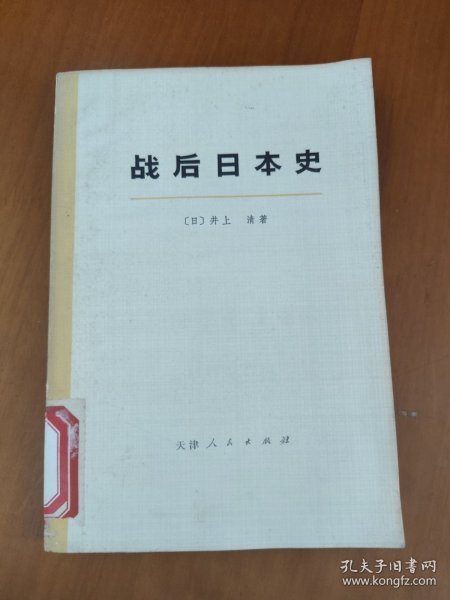 战后日本史
〔日〕井上 清著
天津人民出版社
孔夫子旧书网
www.kongfz.com